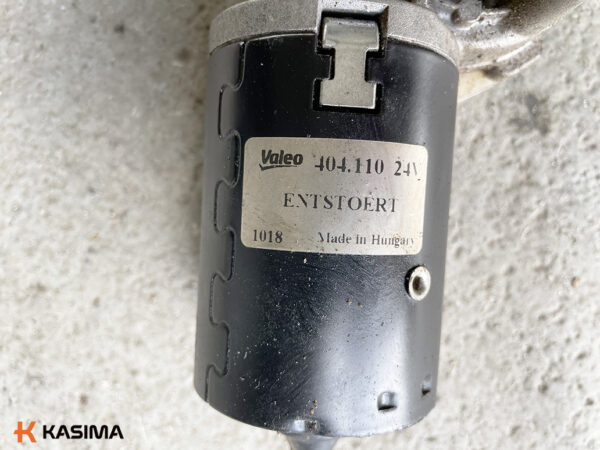 Valeo 404.110 24V
ENTSTOERT
1018 Made in Hungary
KASIMA